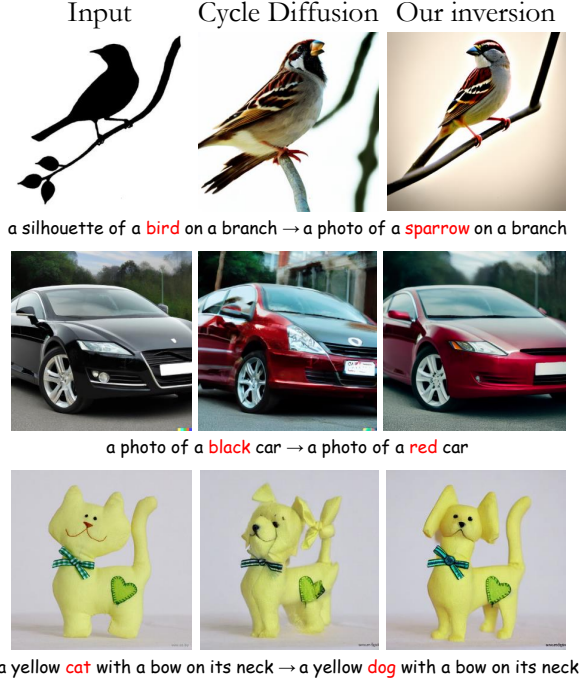 Input Cycle Diffusion Our inversion
a silhouette of a bird on a branch → a photo of a sparrow on a branch
a photo of a black car → a photo of a red car
a yellow cat with a bow on its neck → a yellow dog with a bow on its neck